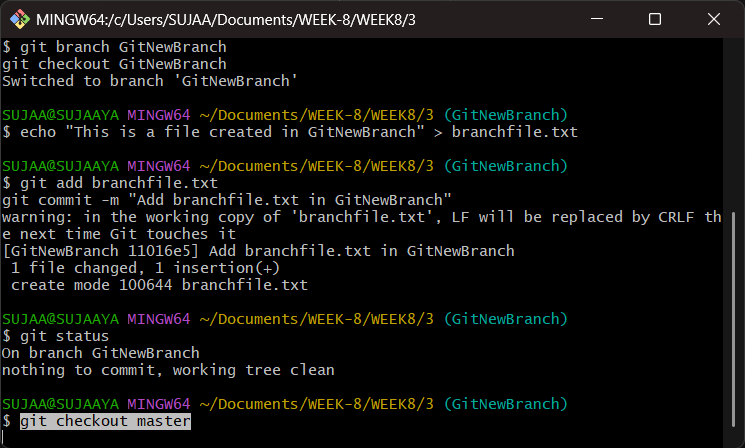 MINGW64:/c/Users/SUJAA/Documents/WEEK-8/WEEK8/3
$ git branch GitNewBranch
git checkout GitNewBranch
Switched to branch 'GitNewBranch'
SUJAA@SUJAAYA MINGW64 ~/Documents/WEEK-8/WEEK8/3 (GitNewBranch)
$ echo "This is a file created in GitNewBranch" > branchfile.txt
SUJAA@SUJAAYA MINGW64 ~/Documents/WEEK-8/WEEK8/3 (GitNewBranch)
$ git add branchfile.txt
git commit -m "Add branchfile.txt in GitNewBranch"
warning: in the working copy of 'branchfile.txt', LF will be replaced by CRLF th
e next time Git touches it
[GitNewBranch 11016e5] Add branchfile.txt in GitNewBranch
 1 file changed, 1 insertion(+)
 create mode 100644 branchfile.txt
SUJAA@SUJAAYA MINGW64 ~/Documents/WEEK-8/WEEK8/3 (GitNewBranch)
$ git status
On branch GitNewBranch
nothing to commit, working tree clean
SUJAA@SUJAAYA MINGW64 ~/Documents/WEEK-8/WEEK8/3 (GitNewBranch)
$ git checkout master